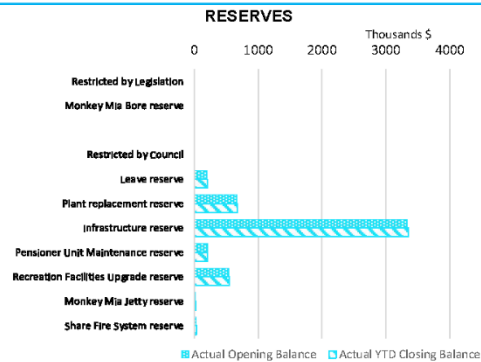 RESERVES
Thousands $
0 1000 2000 3000 4000
Restricted by Legislation
Monkey Mia Bore reserve
Restricted by Council
Leave reserve
Plant replacement reserve
Infrastructure reserve
Pensioner Unit Maintenance reserve
Recreation Facilities Upgrade reserve
Monkey Mia Jetty reserve
Share Fire System reserve
Actual Opening Balance Actual YTD Closing Balance